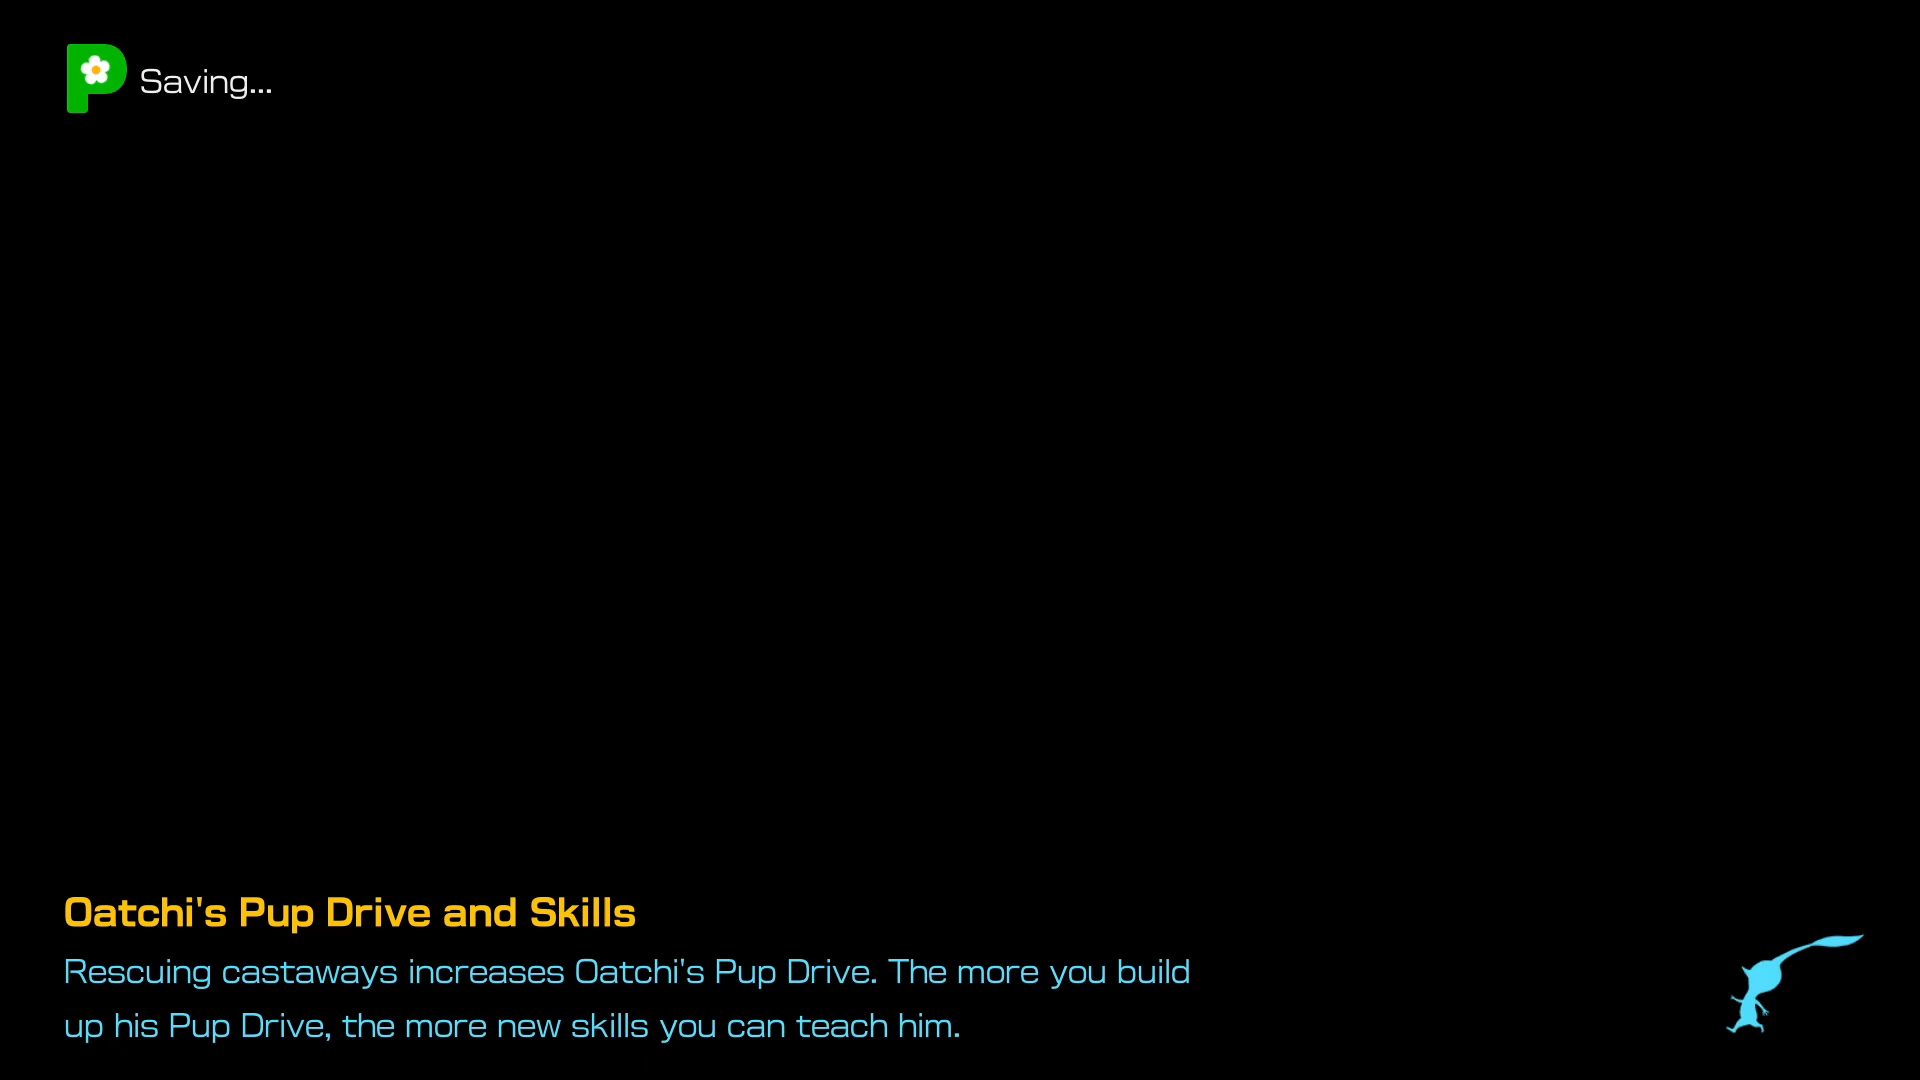 Saving...
Oatchi's Pup Drive and Skills
Rescuing castaways increases Oatchi's Pup Drive. The more you build
up his Pup Drive, the more new skills you can teach him.